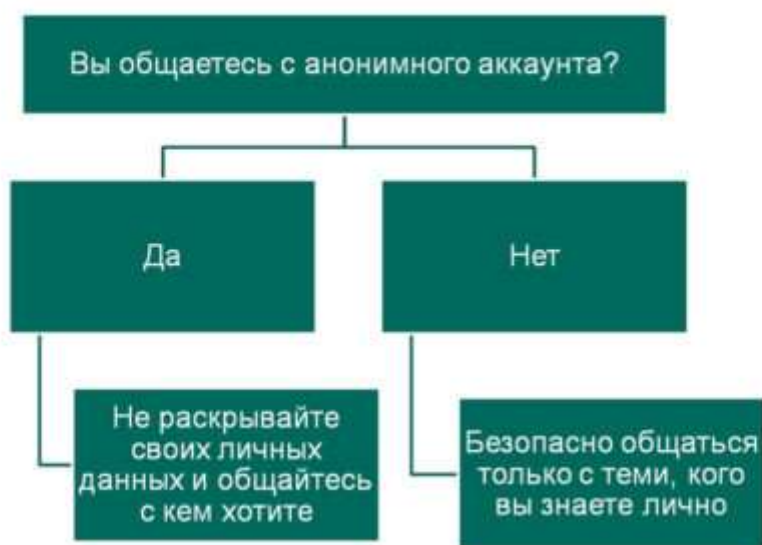 Вы общаетесь с анонимного аккаунта?
Да
Нет
Не раскрывайте
своих личных
данных и общайтесь
с кем хотите
Безопасно общаться
только с теми, кого
вы знаете лично